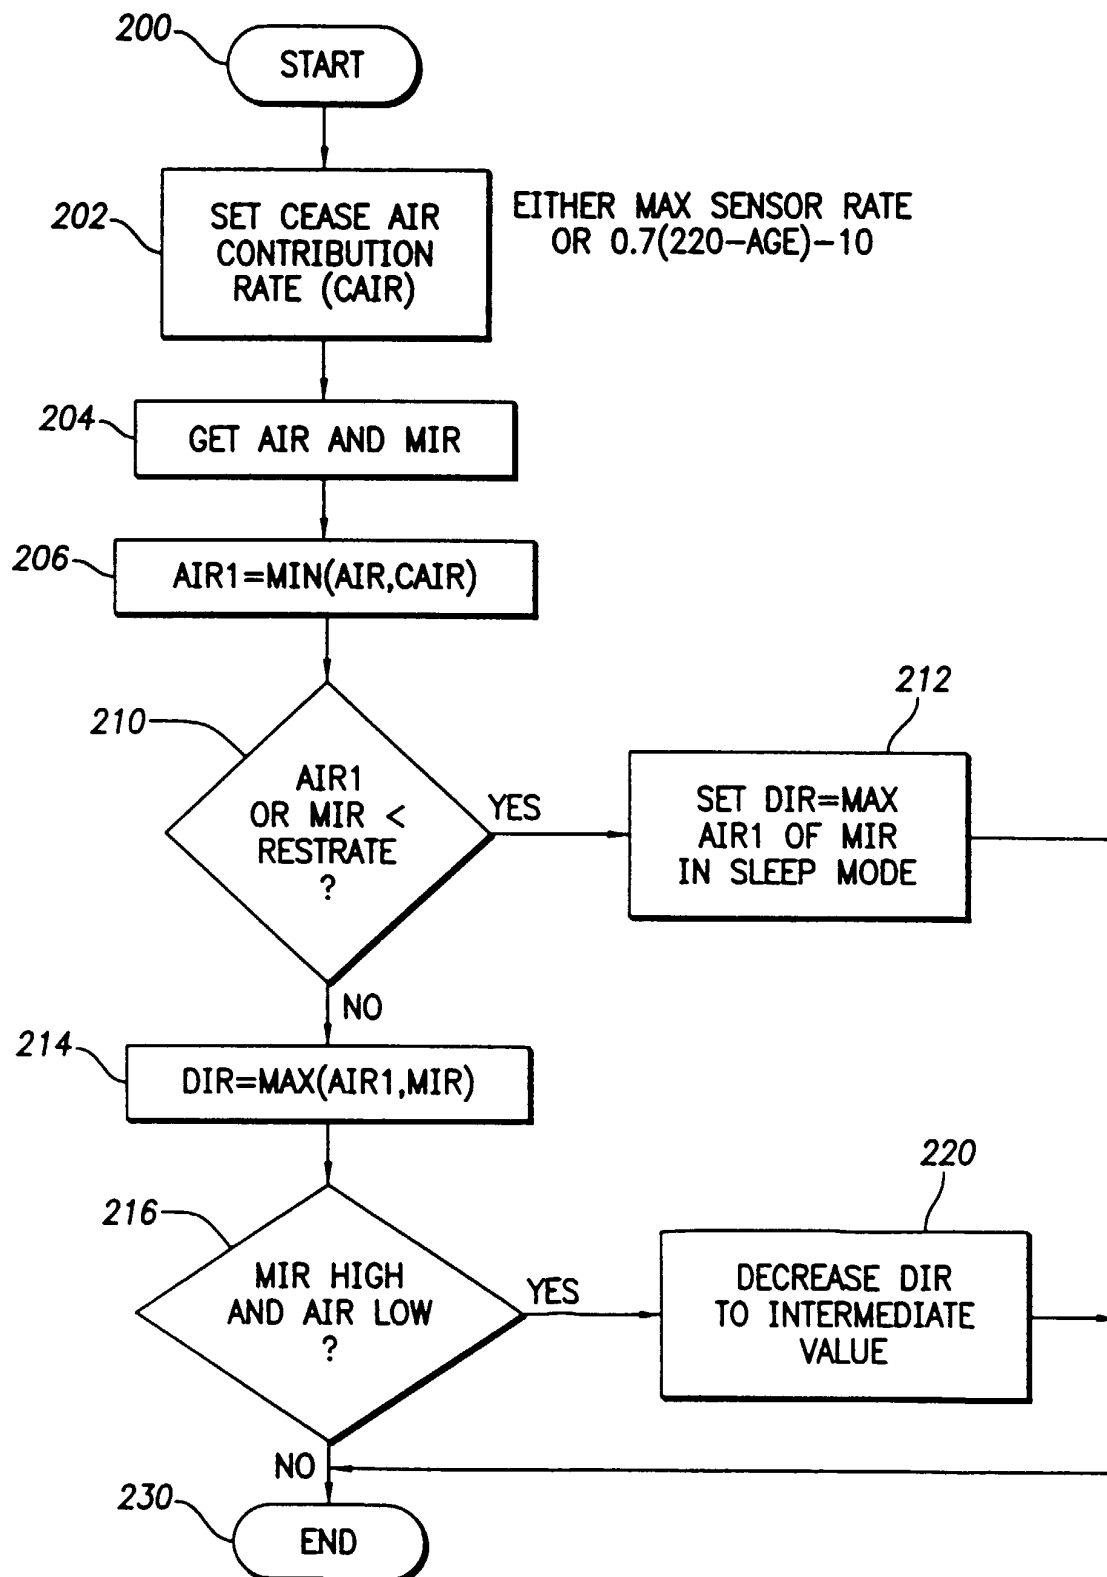 200
START
202
SET CEASE AIR
CONTRIBUTION
RATE (CAIR)
EITHER MAX SENSOR RATE
OR 0.7(220-AGE)-10
204
GET AIR AND MIR
206
AIR1=MIN(AIR,CAIR)
210
AIR1
OR MIR <
RESTRATE
?
YES
212
SET DIR=MAX
AIR1 OF MIR
IN SLEEP MODE
NO
214
DIR=MAX(AIR1,MIR)
216
MIR HIGH
AND AIR LOW
?
YES
220
DECREASE DIR
TO INTERMEDIATE
VALUE
NO
230
END